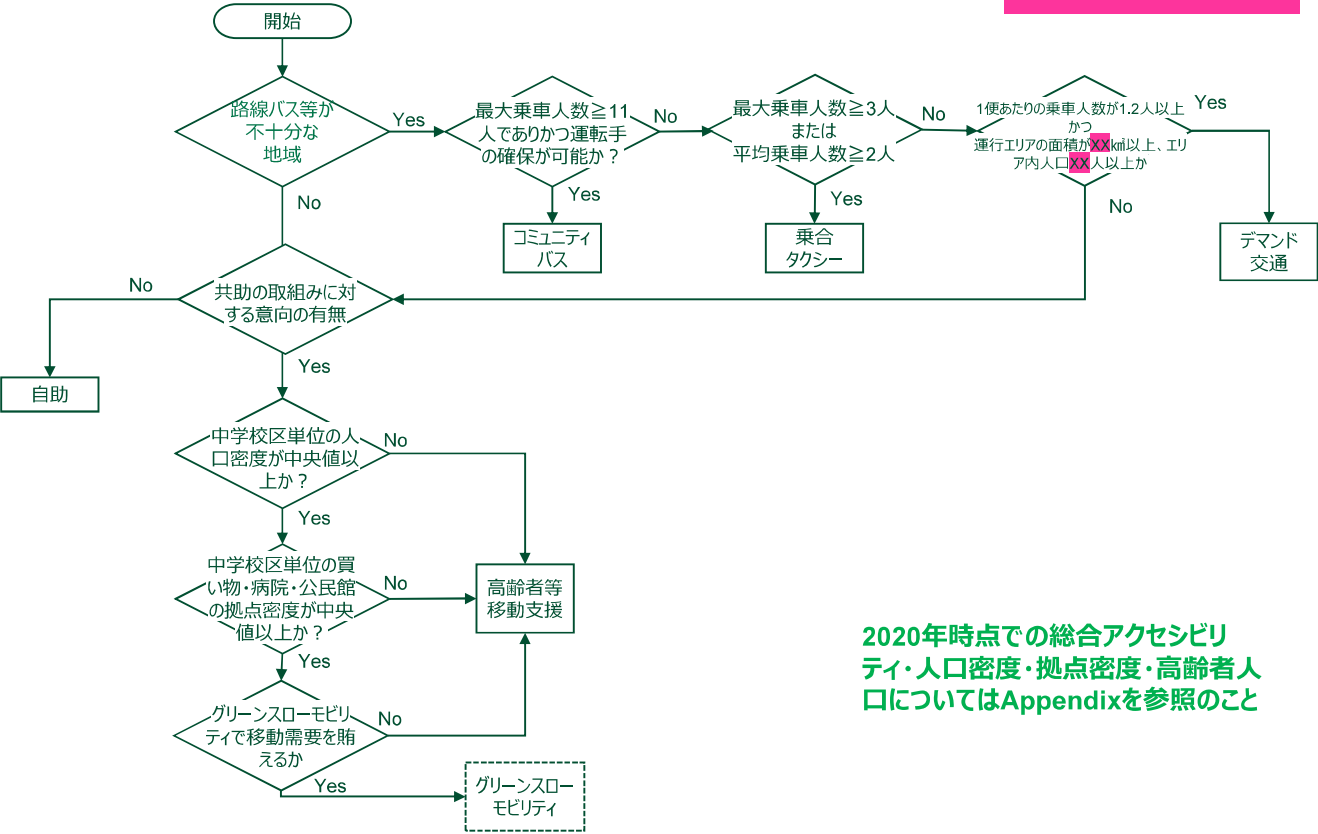 開始
路線バス等が
不十分な
地域
Yes
最大乗車人数≧11
人でありかつ運転手
の確保が可能か？
No
最大乗車人数≧3人
または
平均乗車人数≧2人
No
1便あたりの乗車人数が1.2人以上
かつ
運行エリアの面積がXX㎢以上、エリ
ア内人口XX人以上か
Yes
No
Yes
Yes
No
コミュニティ
バス
乗合
タクシー
デマンド
交通
No
共助の取組みに対
する意向の有無
Yes
自助
中学校区単位の人
口密度が中央値以
上か？
No
Yes
中学校区単位の買
い物・病院・公民館
の拠点密度が中央
値以上か？
No
高齢者等
移動支援
Yes
グリーンスローモビリ
ティで移動需要を賄
えるか
No
Yes
グリーンスロー
モビリティ
2020年時点での総合アクセシビリ
ティ・人口密度・拠点密度・高齢者人
口についてはAppendixを参照のこと